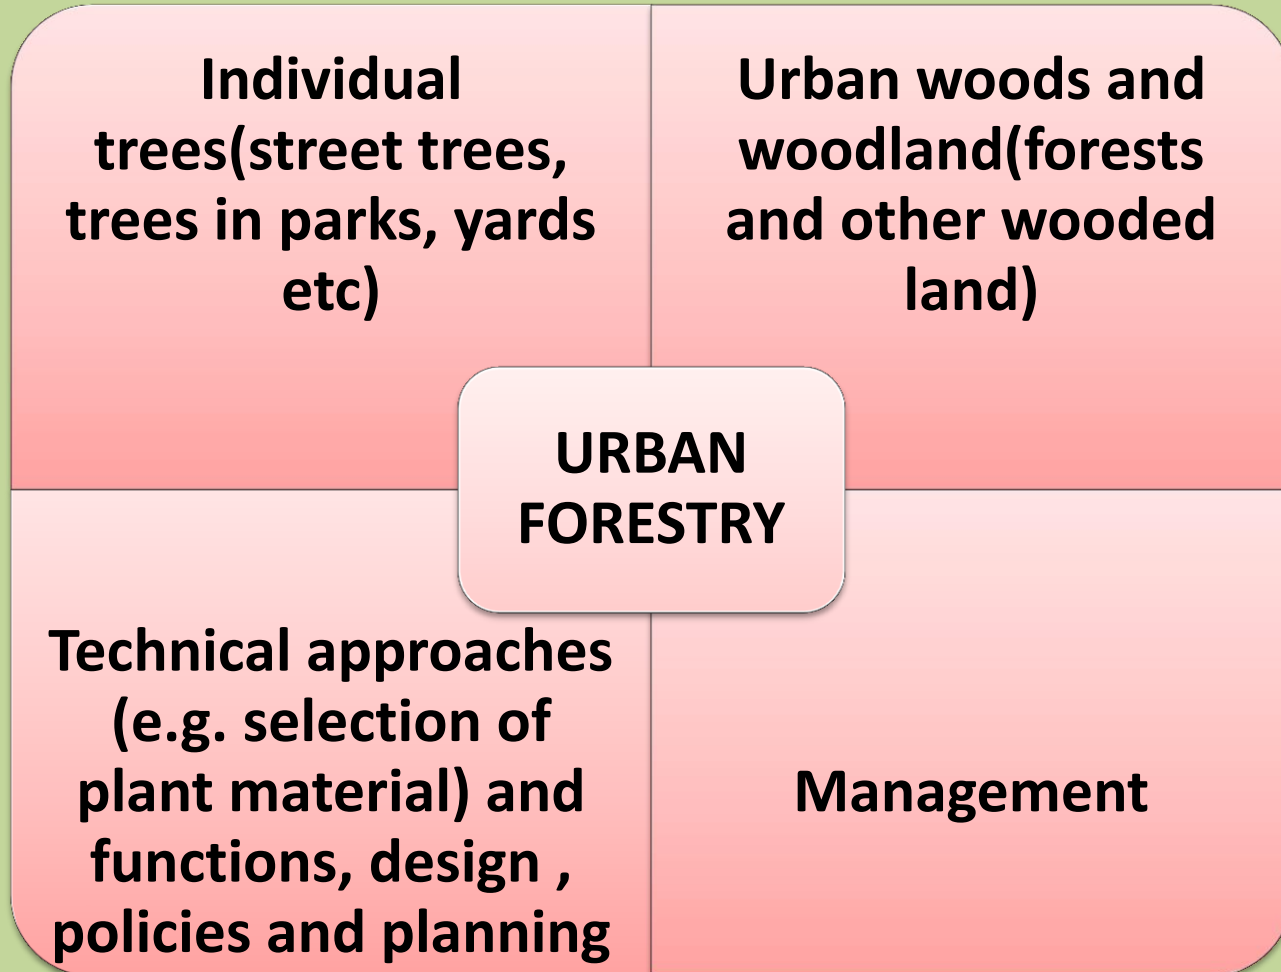 Individual
trees(street trees,
trees in parks, yards
etc)
Urban woods and
woodland(forests
and other wooded
land)
URBAN
FORESTRY
Technical approaches
(e.g. selection of
plant material) and
functions, design ,
policies and planning
Management